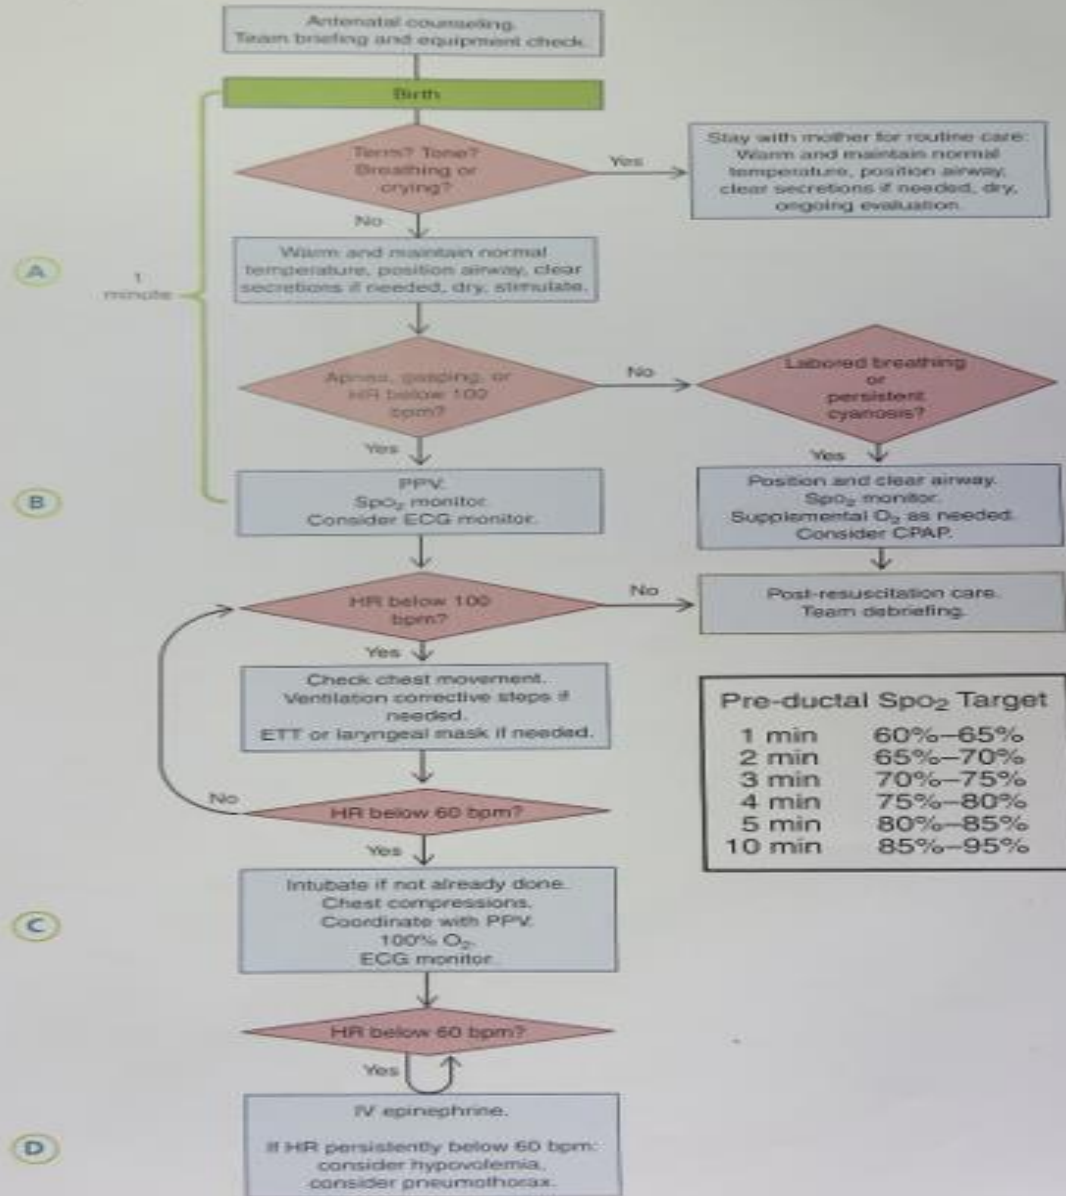 Antenatal counseling.
Team briefing and equipment check.
Birth
Term? Tone?
Breathing or
crying?
Yes
Stay with mother for routine care:
Warm and maintain normal
temperature, position airway,
clear secretions if needed, dry,
ongoing evaluation.
No
A
1
minute
Warm and maintain normal
temperature, position airway, clear
secretions if needed, dry, stimulate.
Apnea, gasping, or
HR below 100
bpm?
No
Labored breathing
or
persistent
cyanosis?
Yes
Yes
B
PPV.
Spo₂ monitor.
Consider ECG monitor.
Position and clear airway.
Spo₂ monitor.
Supplemental O₂ as needed.
Consider CPAP.
HR below 100
bpm?
No
Post-resuscitation care.
Team debriefing.
Yes
Check chest movement.
Ventilation corrective steps if
needed.
ETT or laryngeal mask if needed.
Pre-ductal Spo₂ Target
1 min 60%–65%
2 min 65%–70%
3 min 70%–75%
4 min 75%–80%
5 min 80%–85%
10 min 85%–95%
No
HR below 60 bpm?
Yes
C
Intubate if not already done.
Chest compressions.
Coordinate with PPV.
100% O₂.
ECG monitor.
HR below 60 bpm?
Yes
D
IV epinephrine.
If HR persistently below 60 bpm:
consider hypovolemia,
consider pneumothorax.